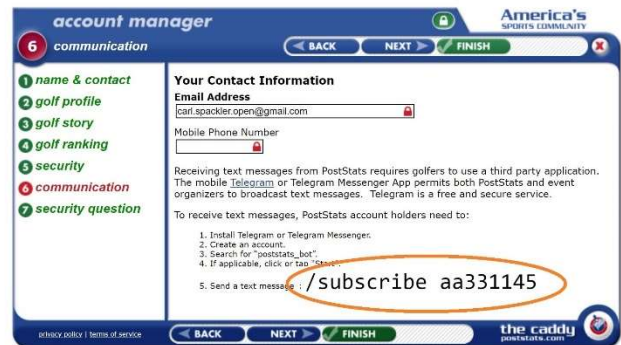 account manager
America's
SPORTS COMMUNITY
6 communication
BACK NEXT FINISH X
1 name & contact
2 golf profile
3 golf story
4 golf ranking
5 security
6 communication
7 security question
Your Contact Information
Email Address
carl.spackler.open@gmail.com
Mobile Phone Number
Receiving text messages from PostStats requires golfers to use a third party application.
The mobile Telegram or Telegram Messenger App permits both PostStats and event
organizers to broadcast text messages. Telegram is a free and secure service.
To receive text messages, PostStats account holders need to:
1. Install Telegram or Telegram Messenger.
2. Create an account.
3. Search for "poststats_bot".
4. If applicable, click or tap "Start".
5. Send a text message : /subscribe aa331145
privacy policy | terms of service
BACK NEXT FINISH
the caddy
poststats.com